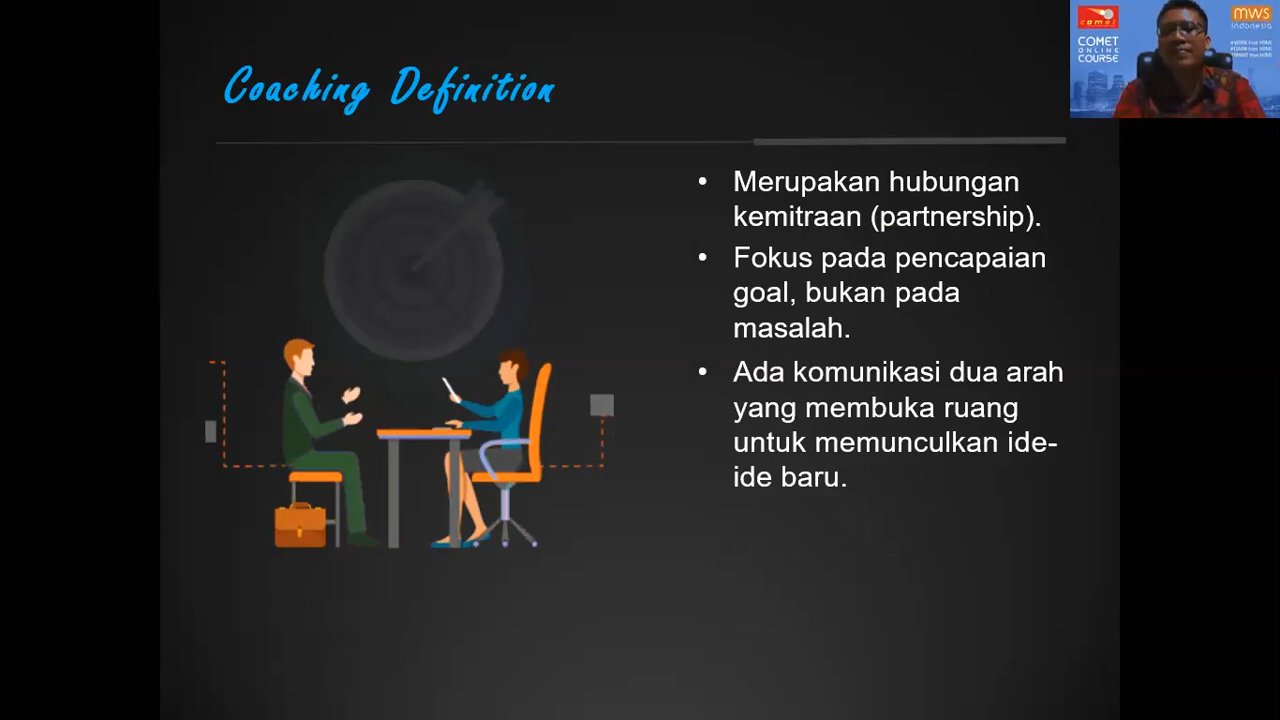 Coaching Definition
• Merupakan hubungan
kemitraan (partnership).
• Fokus pada pencapaian
goal, bukan pada
masalah.
• Ada komunikasi dua arah
yang membuka ruang
untuk memunculkan ide-
ide baru.
comet
COMET
ONLINE
COURSE
mws
indonesia